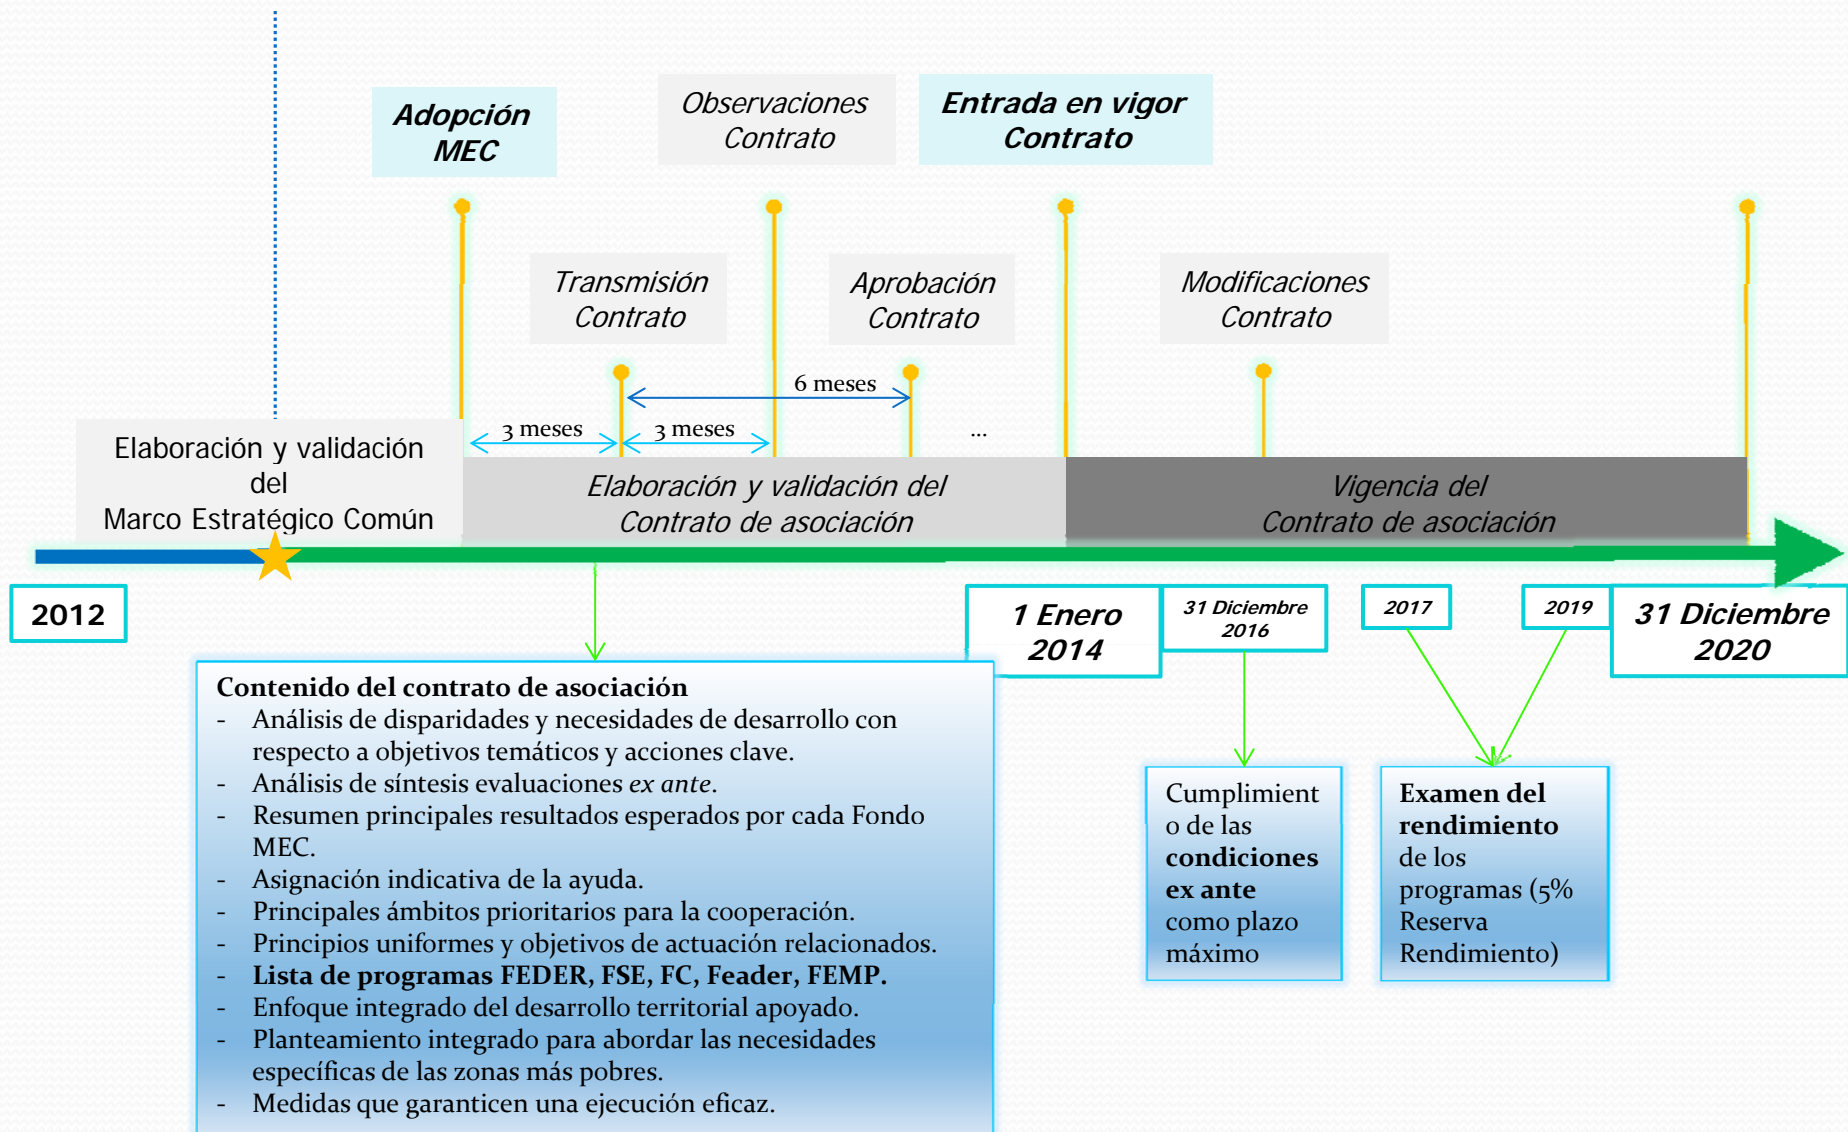 Adopción
MEC
Observaciones
Contrato
Entrada en vigor
Contrato
Transmisión
Contrato
Aprobación
Contrato
Modificaciones
Contrato
6 meses
3 meses
3 meses
...
Elaboración y validación
del
Marco Estratégico Común
Elaboración y validación del
Contrato de asociación
Vigencia del
Contrato de asociación
2012
1 Enero
2014
31 Diciembre
2016
2017
2019
31 Diciembre
2020
Contenido del contrato de asociación
- Análisis de disparidades y necesidades de desarrollo con
respecto a objetivos temáticos y acciones clave.
- Análisis de síntesis evaluaciones ex ante.
- Resumen principales resultados esperados por cada Fondo
MEC.
- Asignación indicativa de la ayuda.
- Principales ámbitos prioritarios para la cooperación.
- Principios uniformes y objetivos de actuación relacionados.
- Lista de programas FEDER, FSE, FC, Feader, FEMP.
- Enfoque integrado del desarrollo territorial apoyado.
- Planteamiento integrado para abordar las necesidades
específicas de las zonas más pobres.
- Medidas que garanticen una ejecución eficaz.
Cumplimient
o de las
condiciones
ex ante
como plazo
máximo
Examen del
rendimiento
de los
programas (5%
Reserva
Rendimiento)